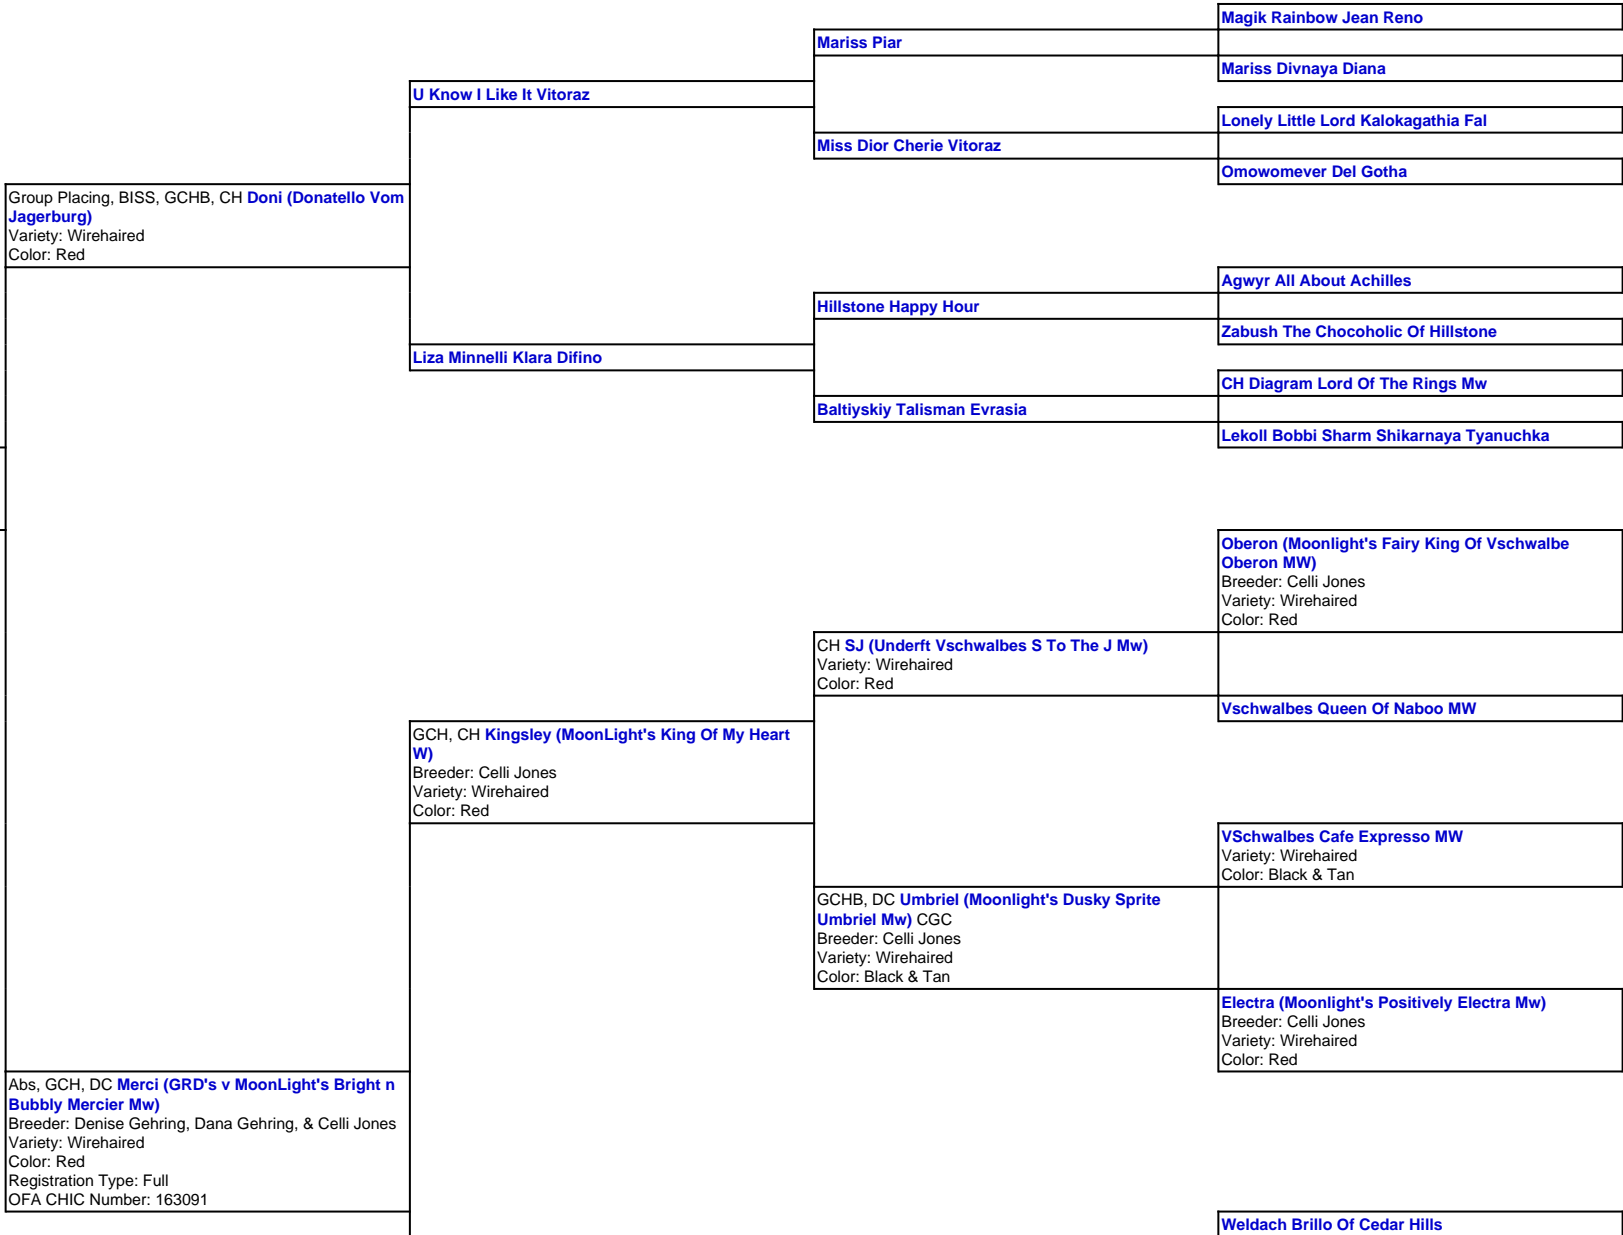 Magik Rainbow Jean Reno
Mariss Piar
Mariss Divnaya Diana
U Know I Like It Vitoraz
Lonely Little Lord Kalokagathia Fal
Miss Dior Cherie Vitoraz
Omowomever Del Gotha
Group Placing, BISS, GCHB, CH Doni (Donatello Vom
Jagerburg)
Variety: Wirehaired
Color: Red
Agwyr All About Achilles
Hillstone Happy Hour
Zabush The Chocoholic Of Hillstone
Liza Minnelli Klara Difino
CH Diagram Lord Of The Rings Mw
Baltiyskiy Talisman Evrasia
Lekoll Bobbi Sharm Shikarnaya Tyanuchka
Oberon (Moonlight's Fairy King Of Vschwalbe
Oberon MW)
Breeder: Celli Jones
Variety: Wirehaired
Color: Red
CH SJ (Underft Vschwalbes S To The J Mw)
Variety: Wirehaired
Color: Red
Vschwalbes Queen Of Naboo MW
GCH, CH Kingsley (MoonLight's King Of My Heart
W)
Breeder: Celli Jones
Variety: Wirehaired
Color: Red
VSchwalbes Cafe Expresso MW
Variety: Wirehaired
Color: Black & Tan
GCHB, DC Umbriel (Moonlight's Dusky Sprite
Umbriel Mw) CGC
Breeder: Celli Jones
Variety: Wirehaired
Color: Black & Tan
Electra (Moonlight's Positively Electra Mw)
Breeder: Celli Jones
Variety: Wirehaired
Color: Red
Abs, GCH, DC Merci (GRD's v MoonLight's Bright n
Bubbly Mercier Mw)
Breeder: Denise Gehring, Dana Gehring, & Celli Jones
Variety: Wirehaired
Color: Red
Registration Type: Full
OFA CHIC Number: 163091
Weldach Brillo Of Cedar Hills